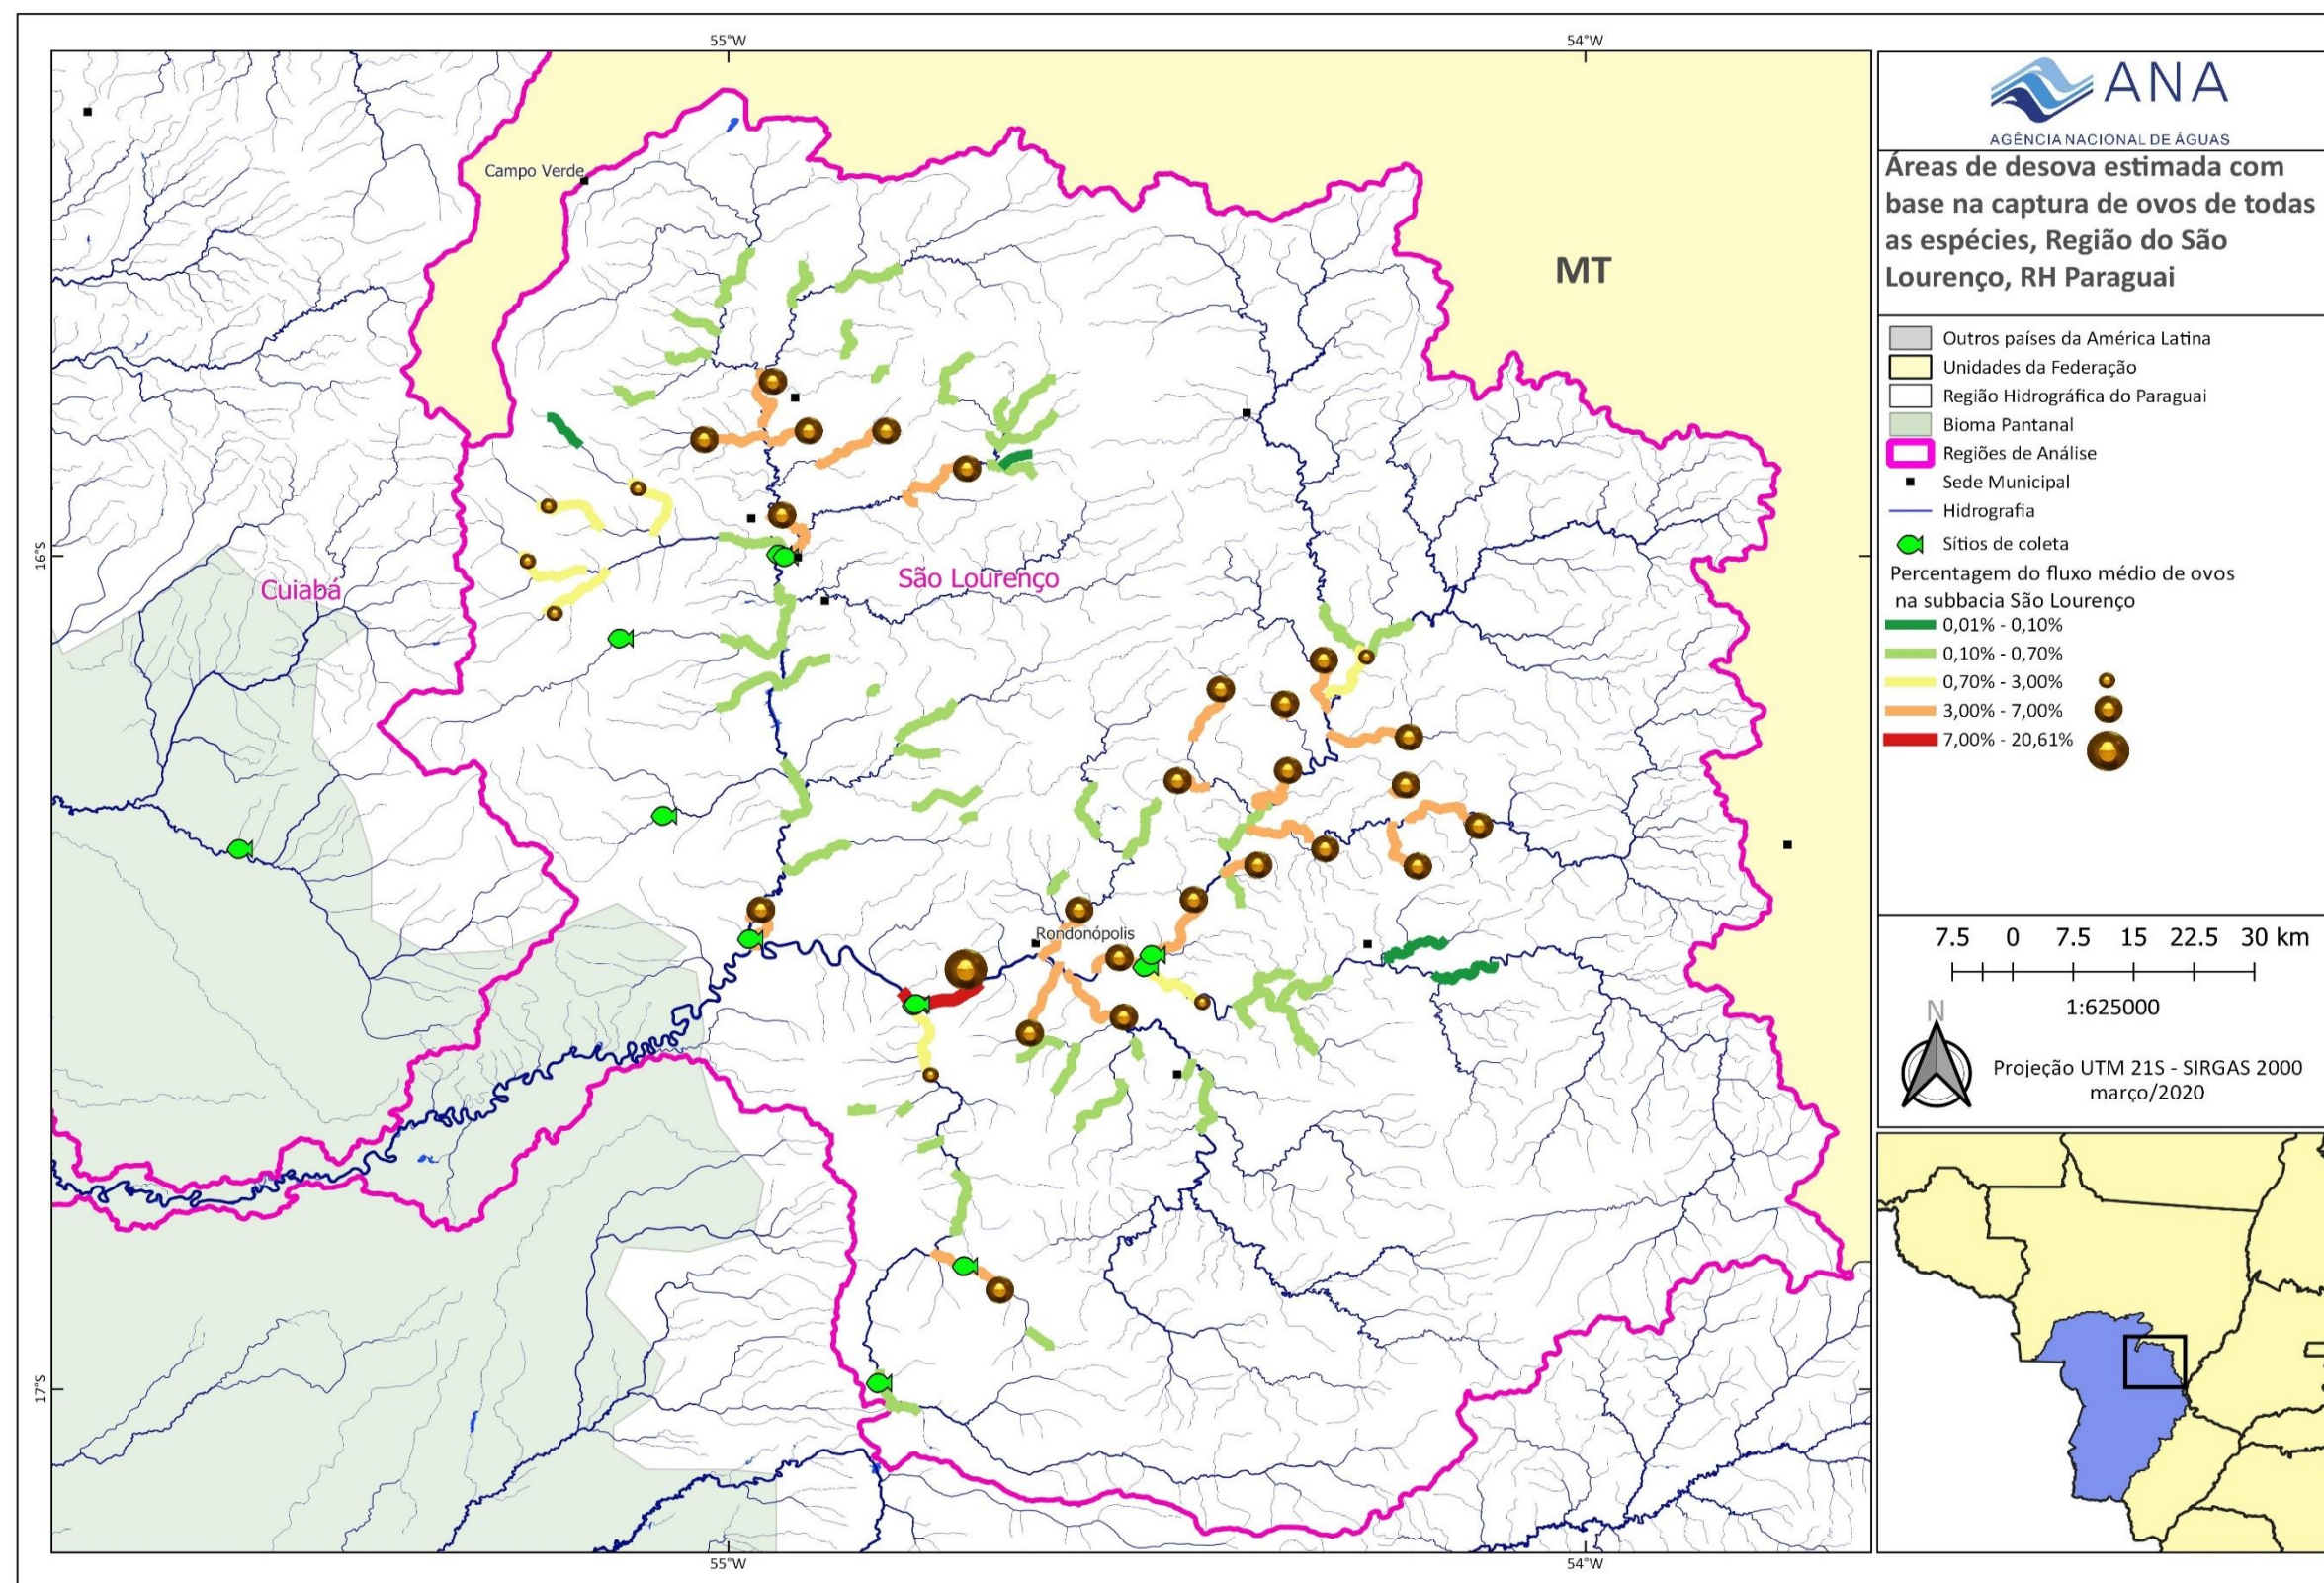 55°W
54°W
Campo Verde
MT
16°S
Cuiabá
São Lourenço
Rondonópolis
17°S
55°W
54°W
ANA
AGÊNCIA NACIONAL DE ÁGUAS
Áreas de desova estimada com
base na captura de ovos de todas
as espécies, Região do São
Lourenço, RH Paraguai
Outros países da América Latina
Unidades da Federação
Região Hidrográfica do Paraguai
Bioma Pantanal
Regiões de Análise
Sede Municipal
Hidrografia
Sítios de coleta
Percentagem do fluxo médio de ovos
na subbacia São Lourenço
0,01% - 0,10%
0,10% - 0,70%
0,70% - 3,00%
3,00% - 7,00%
7,00% - 20,61%
7.5 0 7.5 15 22.5 30 km
1:625000
N
Projeção UTM 21S - SIRGAS 2000
março/2020